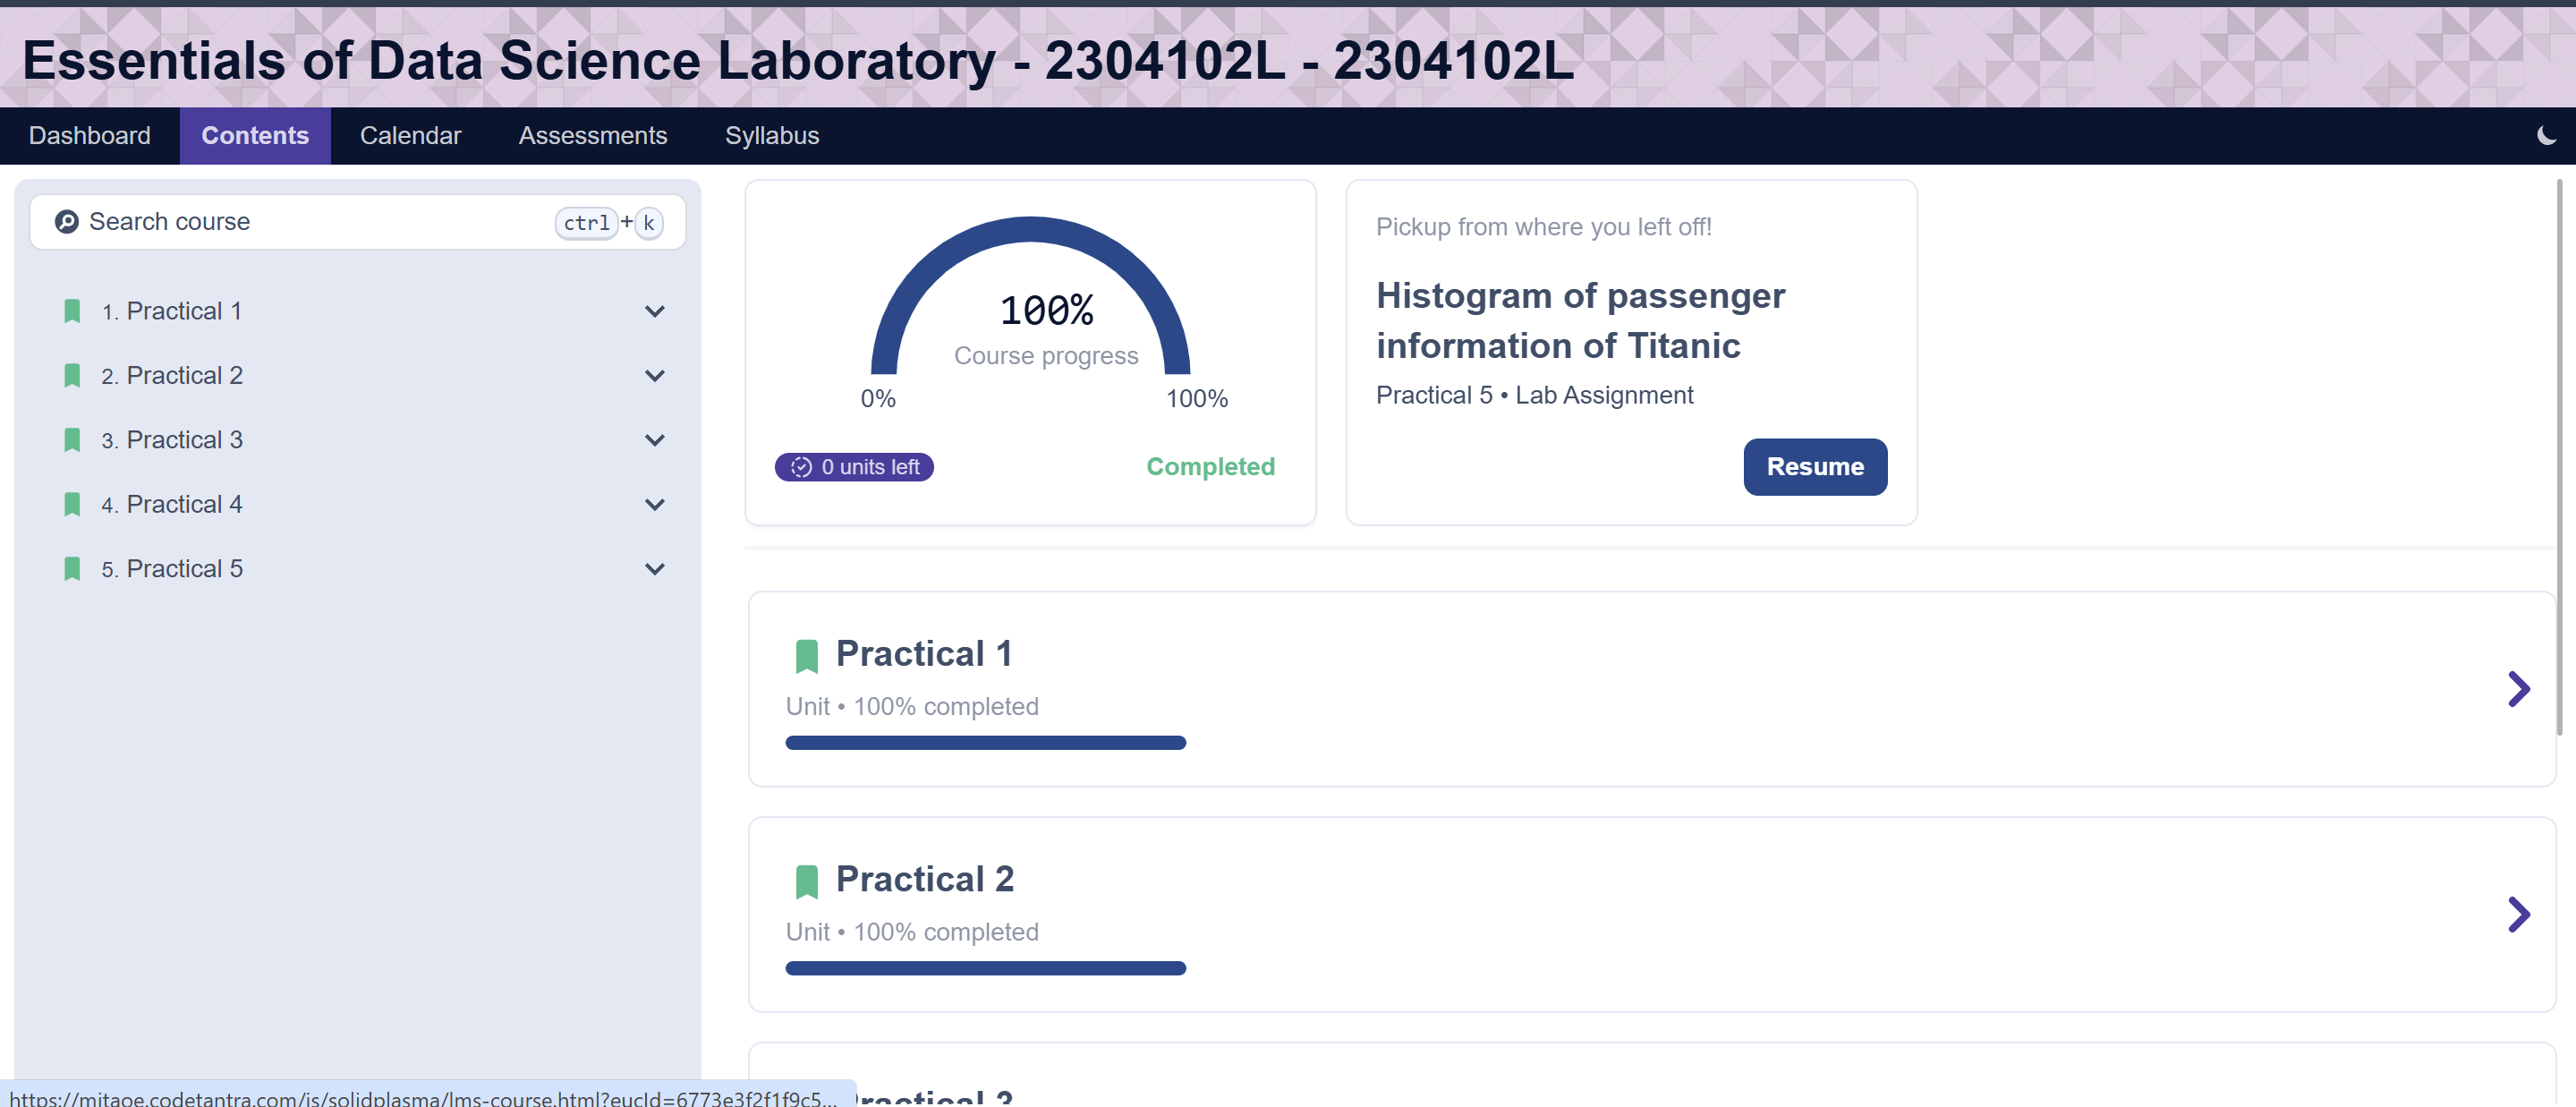 Essentials of Data Science Laboratory - 2304102L - 2304102L
Dashboard Contents Calendar Assessments Syllabus
Search course ctrl+k
1. Practical 1
2. Practical 2
3. Practical 3
4. Practical 4
5. Practical 5
100%
Course progress
0% 100%
0 units left Completed
Pickup from where you left off!
Histogram of passenger
information of Titanic
Practical 5 • Lab Assignment
Resume
Practical 1
Unit • 100% completed
Practical 2
Unit • 100% completed
Practical 3
https://mitaoe.codetantra.com/js/solidplasma/lms-course.html?eucId=6773e3f2f1f9c5...